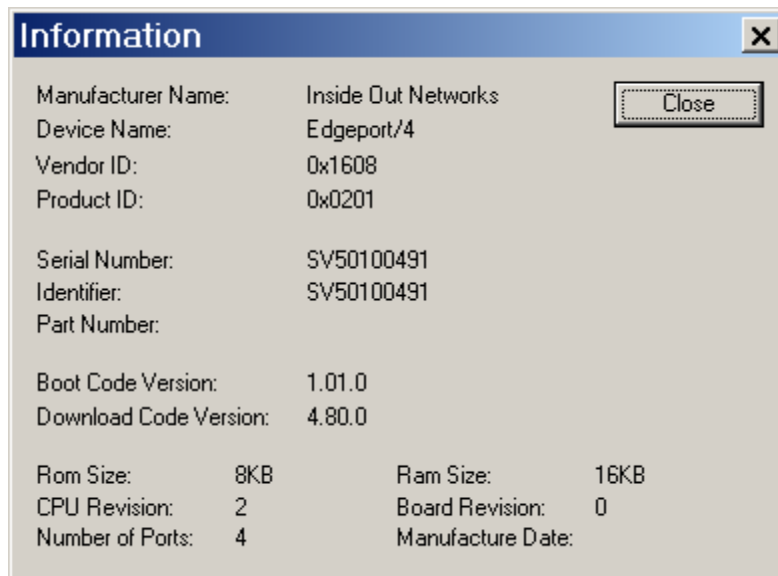 Information
Manufacturer Name: Inside Out Networks Close
Device Name: Edgeport/4
Vendor ID: 0x1608
Product ID: 0x0201
Serial Number: SV50100491
Identifier: SV50100491
Part Number:
Boot Code Version: 1.01.0
Download Code Version: 4.80.0
Rom Size: 8KB Ram Size: 16KB
CPU Revision: 2 Board Revision: 0
Number of Ports: 4 Manufacture Date: